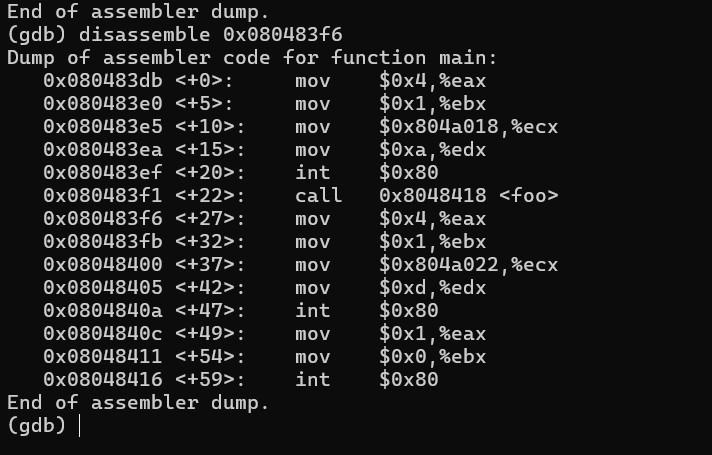 End of assembler dump.
(gdb) disassemble 0x080483f6
Dump of assembler code for function main:
   0x080483db <+0>:     mov    $0x4,%eax
   0x080483e0 <+5>:     mov    $0x1,%ebx
   0x080483e5 <+10>:    mov    $0x804a018,%ecx
   0x080483ea <+15>:    mov    $0xa,%edx
   0x080483ef <+20>:    int    $0x80
   0x080483f1 <+22>:    call   0x8048418 <foo>
   0x080483f6 <+27>:    mov    $0x4,%eax
   0x080483fb <+32>:    mov    $0x1,%ebx
   0x08048400 <+37>:    mov    $0x804a022,%ecx
   0x08048405 <+42>:    mov    $0xd,%edx
   0x0804840a <+47>:    int    $0x80
   0x0804840c <+49>:    mov    $0x1,%eax
   0x08048411 <+54>:    mov    $0x0,%ebx
   0x08048416 <+59>:    int    $0x80
End of assembler dump.
(gdb)